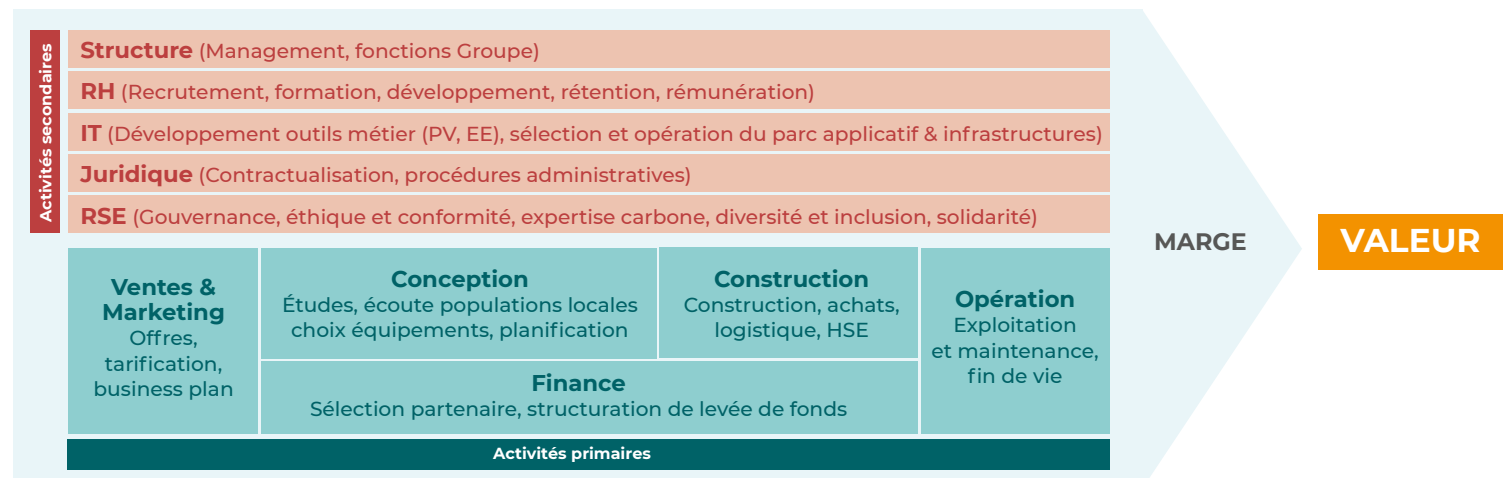 Activités secondaires
Structure (Management, fonctions Groupe)
RH (Recrutement, formation, développement, rétention, rémunération)
IT (Développement outils métier (PV, EE), sélection et opération du parc applicatif & infrastructures)
Juridique (Contractualisation, procédures administratives)
RSE (Gouvernance, éthique et conformité, expertise carbone, diversité et inclusion, solidarité)
Ventes &
Marketing
Offres,
tarification,
business plan
Conception
Études, écoute populations locales
choix équipements, planification
Construction
Construction, achats,
logistique, HSE
Finance
Sélection partenaire, structuration de levée de fonds
Opération
Exploitation
et maintenance,
fin de vie
Activités primaires
MARGE
VALEUR